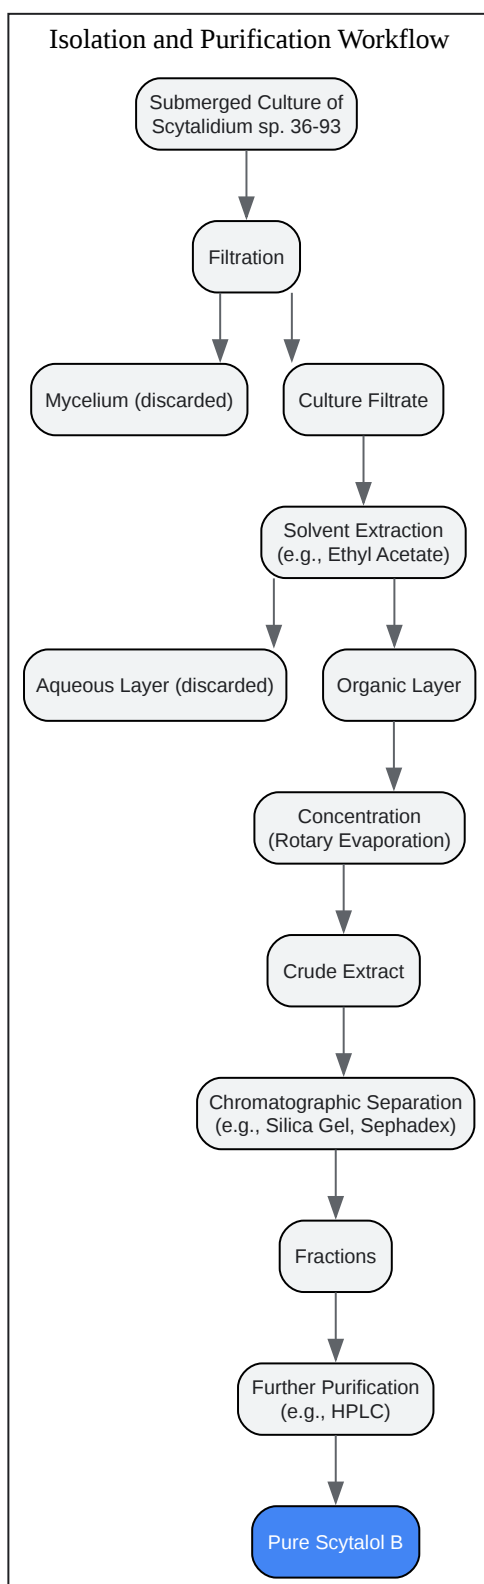 Isolation and Purification Workflow
Submerged Culture of
Scytalidium sp. 36-93
Filtration
Mycelium (discarded)
Culture Filtrate
Solvent Extraction
(e.g., Ethyl Acetate)
Aqueous Layer (discarded)
Organic Layer
Concentration
(Rotary Evaporation)
Crude Extract
Chromatographic Separation
(e.g., Silica Gel, Sephadex)
Fractions
Further Purification
(e.g., HPLC)
Pure Scytalol B